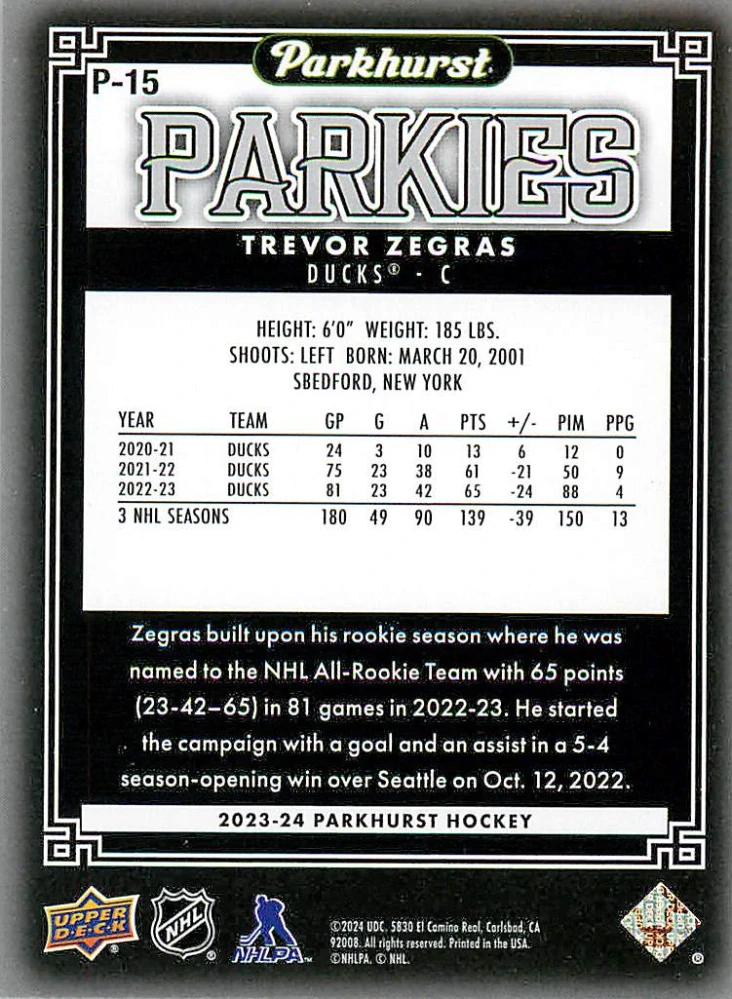 Parkhurst
P-15
PARKIES
TREVOR ZEGRAS
DUCKS® - C
HEIGHT: 6'0" WEIGHT: 185 LBS.
SHOOTS: LEFT BORN: MARCH 20, 2001
SBEDFORD, NEW YORK
YEAR TEAM GP G A PTS +/- PIM PPG
2020-21 DUCKS 24 3 10 13 6 12 0
2021-22 DUCKS 75 23 38 61 -21 50 9
2022-23 DUCKS 81 23 42 65 -24 88 4
3 NHL SEASONS 180 49 90 139 -39 150 13
Zegras built upon his rookie season where he was
named to the NHL All-Rookie Team with 65 points
(23-42–65) in 81 games in 2022-23. He started
the campaign with a goal and an assist in a 5-4
season-opening win over Seattle on Oct. 12, 2022.
2023-24 PARKHURST HOCKEY
UPPER
D·E·C·K®
NHL®
NHLPA™
©2024 UDC. 5830 El Camino Real, Carlsbad, CA
92008. All rights reserved. Printed in the USA.
©NHLPA. © NHL.
®